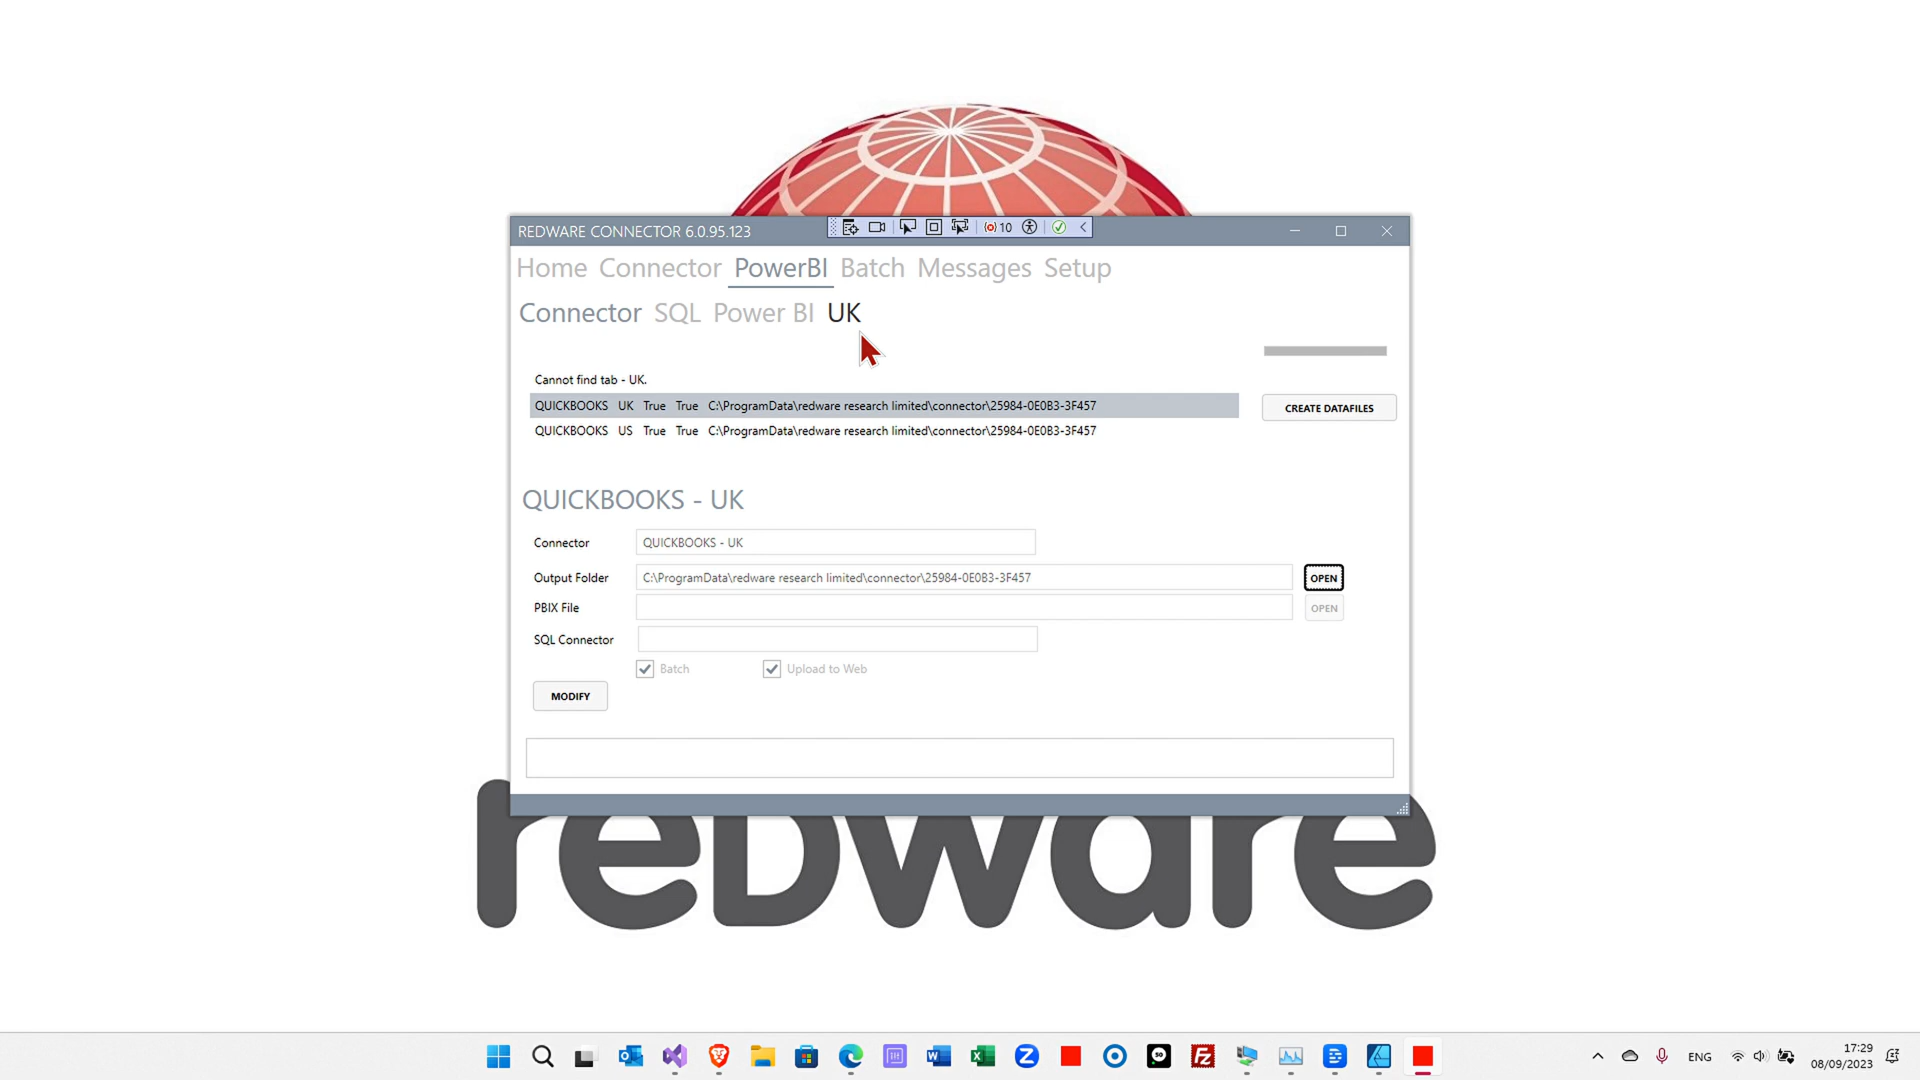 REDWARE CONNECTOR 6.0.95.123
10
Home Connector PowerBI Batch Messages Setup
Connector SQL Power BI UK
Cannot find tab - UK.
QUICKBOOKS UK True True C:\ProgramData\redware research limited\connector\25984-0E0B3-3F457
CREATE DATAFILES
QUICKBOOKS US True True C:\ProgramData\redware research limited\connector\25984-0E0B3-3F457
QUICKBOOKS - UK
Connector QUICKBOOKS - UK
Output Folder C:\ProgramData\redware research limited\connector\25984-0E0B3-3F457 OPEN
PBIX File OPEN
SQL Connector
Batch Upload to Web
MODIFY
redware
ENG
17:29
08/09/2023